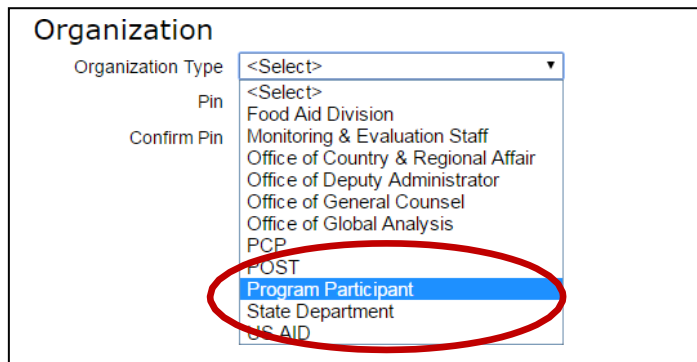 Organization
Organization Type <Select>
<Select>
Pin
Food Aid Division
Monitoring & Evaluation Staff
Confirm Pin
Office of Country & Regional Affair
Office of Deputy Administrator
Office of General Counsel
Office of Global Analysis
PCP
POST
Program Participant
State Department
US AID